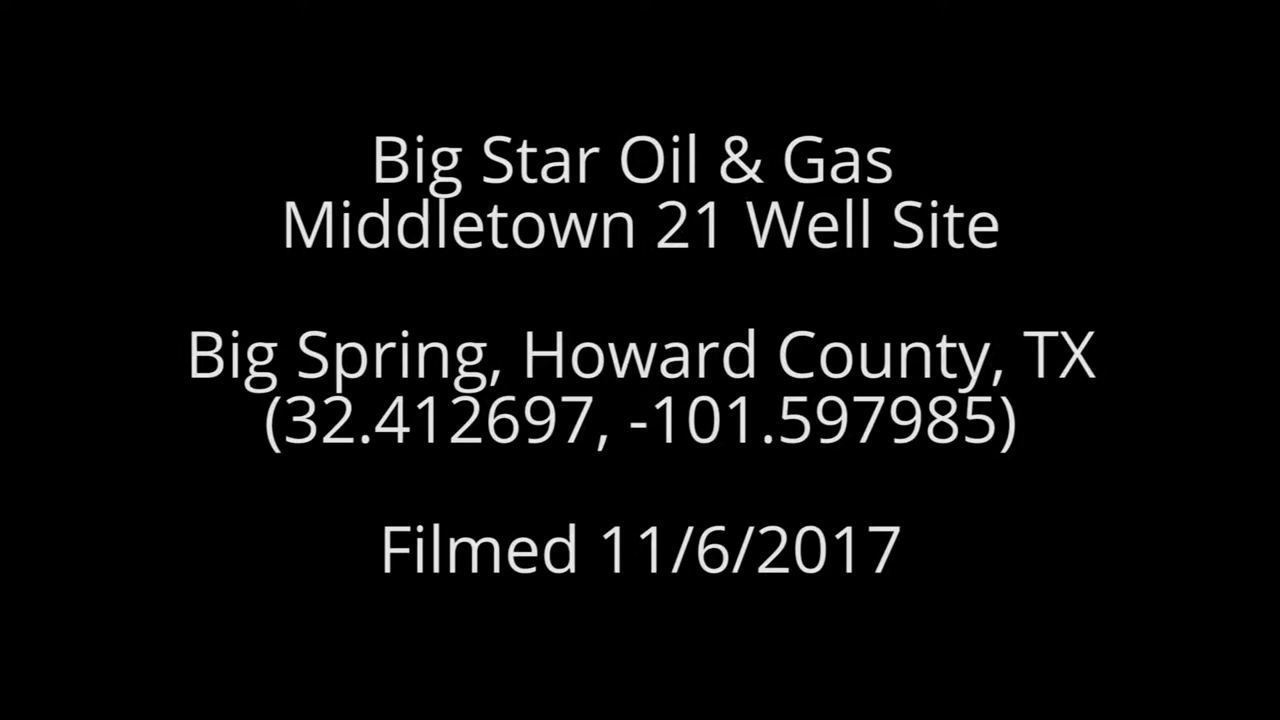 Big Star Oil & Gas
Middletown 21 Well Site
Big Spring, Howard County, TX
(32.412697, -101.597985)
Filmed 11/6/2017